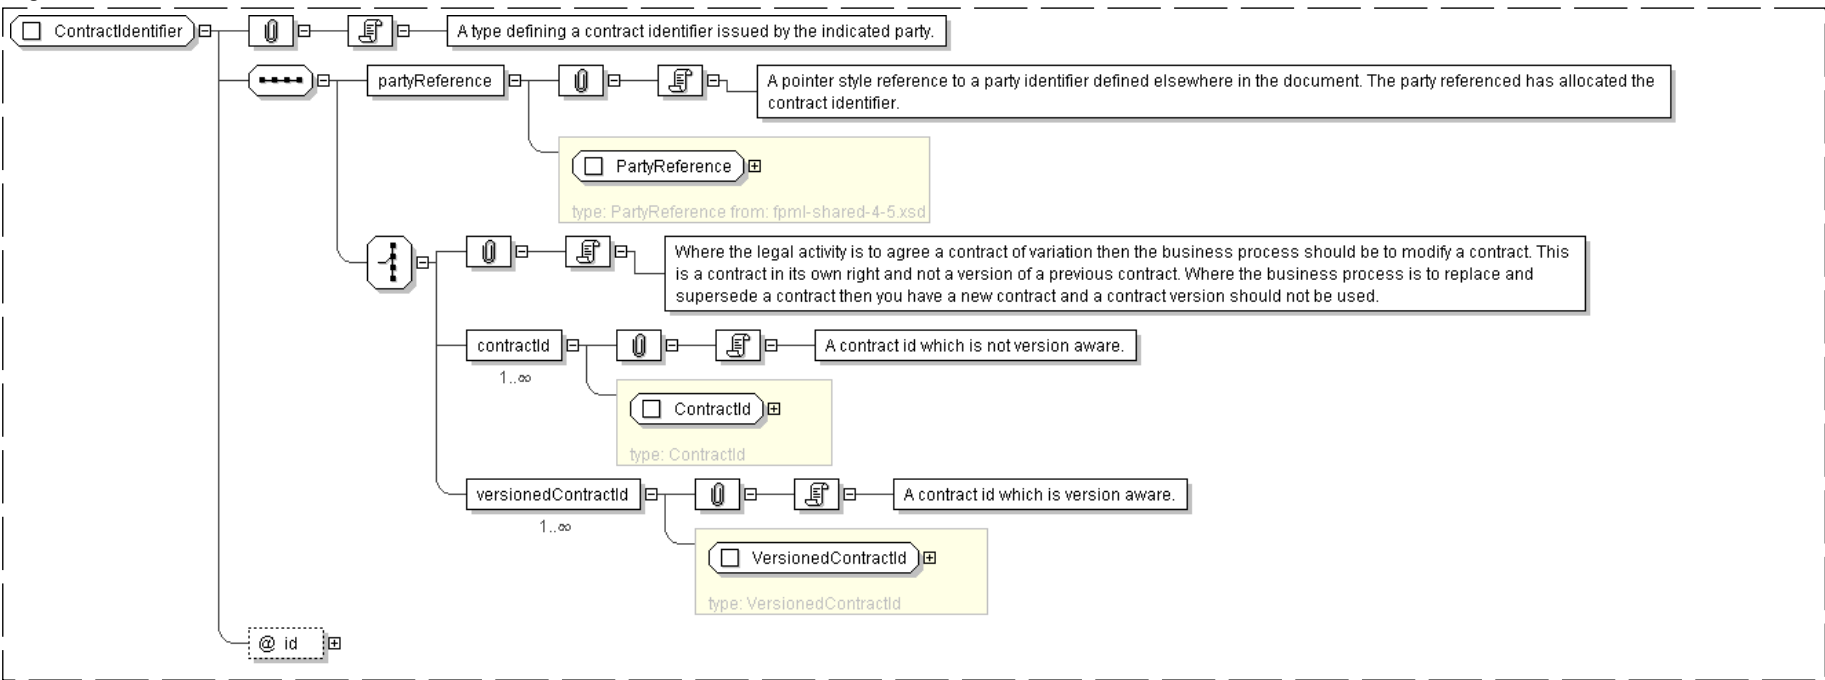 ContractIdentifier
A type defining a contract identifier issued by the indicated party.
partyReference
A pointer style reference to a party identifier defined elsewhere in the document. The party referenced has allocated the
contract identifier.
PartyReference
type: PartyReference from: fpml-shared-4-5.xsd
Where the legal activity is to agree a contract of variation then the business process should be to modify a contract. This
is a contract in its own right and not a version of a previous contract. Where the business process is to replace and
supersede a contract then you have a new contract and a contract version should not be used.
contractId
1..∞
A contract id which is not version aware.
ContractId
type: ContractId
versionedContractId
1..∞
A contract id which is version aware.
VersionedContractId
type: VersionedContractId
@ id